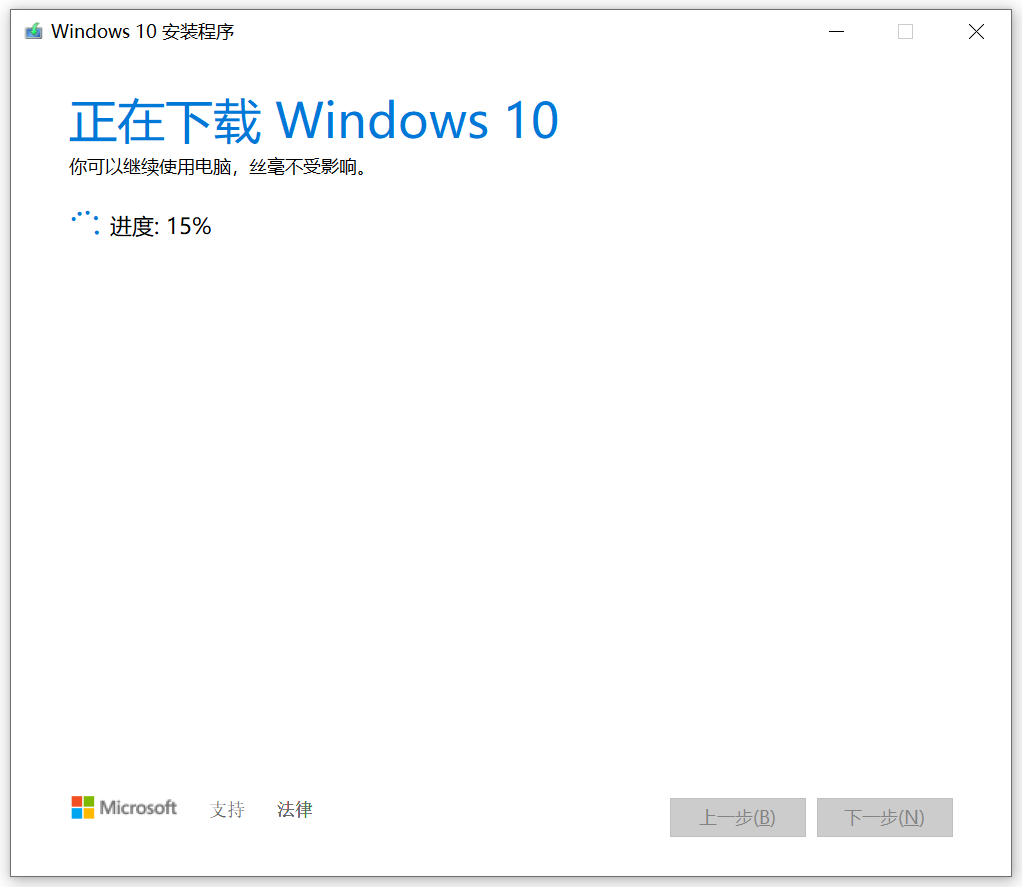 Windows 10 安装程序
正在下载 Windows 10
你可以继续使用电脑，丝毫不受影响。
进度: 15%
Microsoft 支持 法律
上一步(B) 下一步(N)